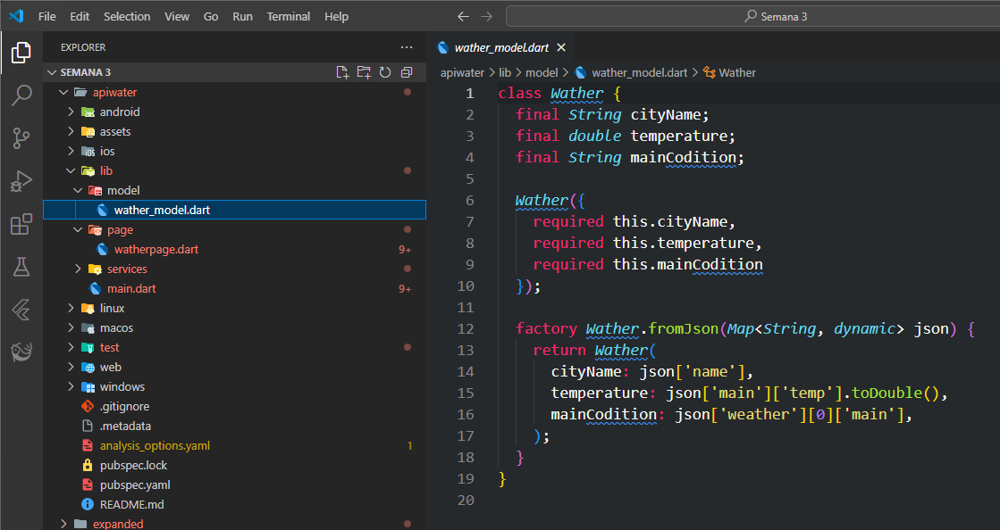 File Edit Selection View Go Run Terminal Help
Semana 3
EXPLORER
SEMANA 3
apiwater
android
assets
ios
lib
model
wather_model.dart
page
watherpage.dart 9+
services
main.dart 9+
linux
macos
test
web
windows
.gitignore
.metadata
analysis_options.yaml 1
pubspec.lock
pubspec.yaml
README.md
expanded
wather_model.dart
apiwater > lib > model > wather_model.dart > Wather
1 class Wather {
2 final String cityName;
3 final double temperature;
4 final String mainCodition;
5
6 Wather({
7 required this.cityName,
8 required this.temperature,
9 required this.mainCodition
10 });
11
12 factory Wather.fromJson(Map<String, dynamic> json) {
13 return Wather(
14 cityName: json['name'],
15 temperature: json['main']['temp'].toDouble(),
16 mainCodition: json['weather'][0]['main'],
17 );
18 }
19 }
20